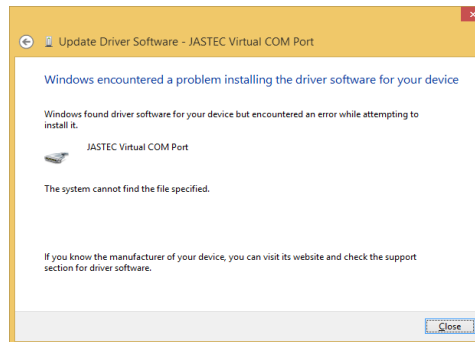 Update Driver Software - JASTEC Virtual COM Port
Windows encountered a problem installing the driver software for your device
Windows found driver software for your device but encountered an error while attempting to
install it.
JASTEC Virtual COM Port
The system cannot find the file specified.
If you know the manufacturer of your device, you can visit its website and check the support
section for driver software.
Close